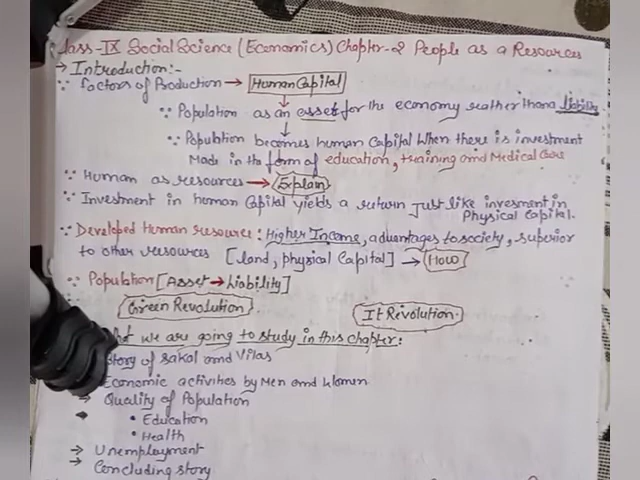 Class-IX Social Science (Economics) Chapter-2 People as a Resources
→ Introduction:-
∵ factors of Production → Human Capital
∵ Population as an asset for the economy rather than a liability
∵ Population becomes human Capital When there is investment
Made in the form of education, training and Medical Care
∵ Human as resources → Explain
∵ Investment in human Capital yields a return just like invesment in
Physical Capital.
∵ Developed Human resource: Higher Income, advantages to society, superior
to other resources [land, physical Capital] → How
∵ Population [Asset → Liability]
Green Revolution It Revolution
we are going to study in this chapter:
Story of Sakal and Vilas
Economic activities by Men and Women
→ Quality of Population
• Education
• Health
→ Unemployment
→ Concluding story